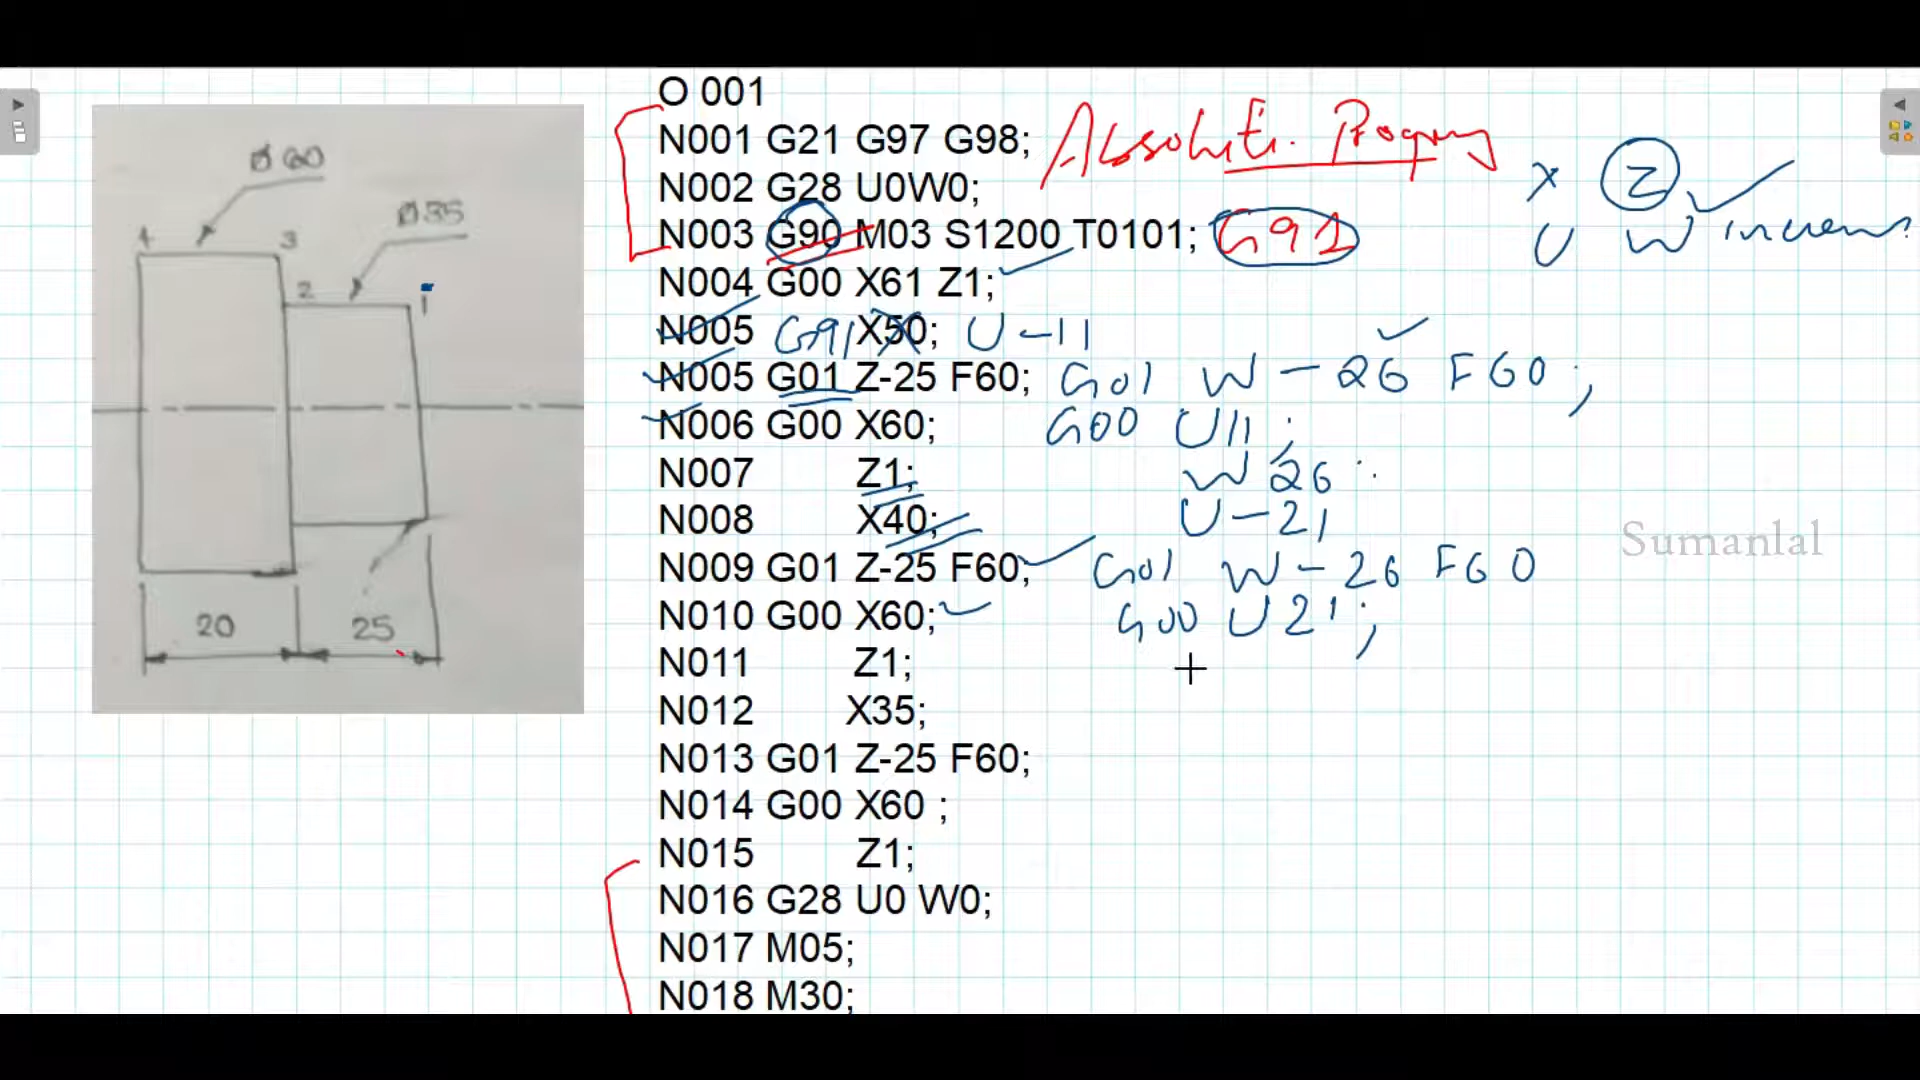 O 001
N001 G21 G97 G98; Absolute. Program
N002 G28 U0W0; X Z
N003 G90 M03 S1200 T0101; G91 U W increm
N004 G00 X61 Z1;
N005 G91 X50; U-11
N005 G01 Z-25 F60; G01 W-26 F60;
N006 G00 X60; G00 U11;
N007 Z1; W 26
N008 X40; U-21
N009 G01 Z-25 F60; G01 W-26 F60
N010 G00 X60; G00 U21;
N011 Z1;
N012 X35;
N013 G01 Z-25 F60;
N014 G00 X60 ;
N015 Z1;
N016 G28 U0 W0;
N017 M05;
N018 M30;
Ø 60
Ø 35
4 3
2 1
20 25
Sumanlal